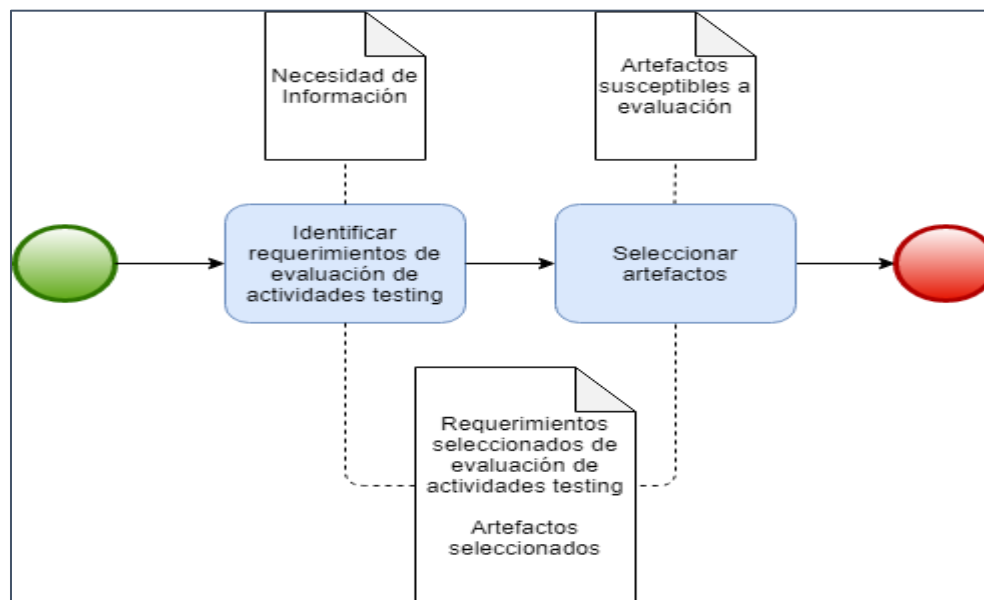 Necesidad de
Información
Artefactos
susceptibles a
evaluación
Identificar
requerimientos de
evaluación de
actividades testing
Seleccionar
artefactos
Requerimientos
seleccionados de
evaluación de
actividades testing
Artefactos
seleccionados